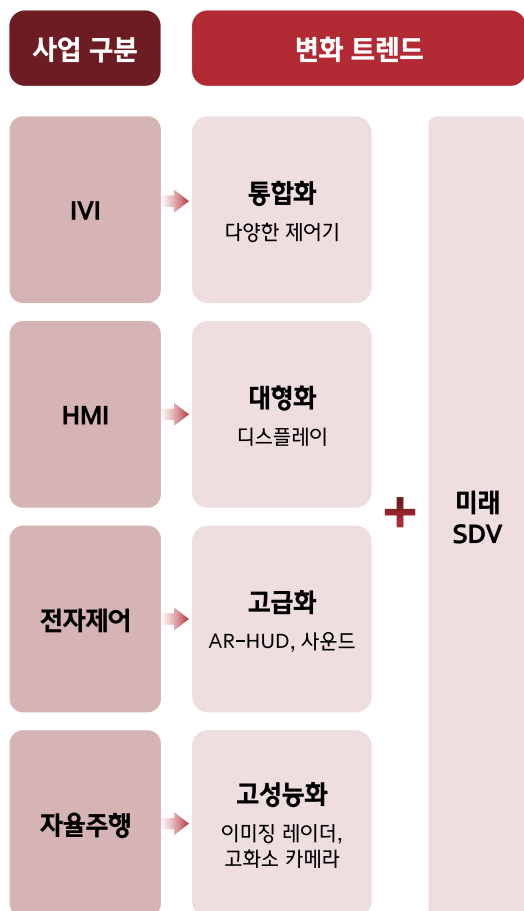 사업 구분
변화 트렌드
IVI
통합화
다양한 제어기
HMI
대형화
디스플레이
전자제어
고급화
AR-HUD, 사운드
자율주행
고성능화
이미징 레이더,
고화소 카메라
+
미래
SDV